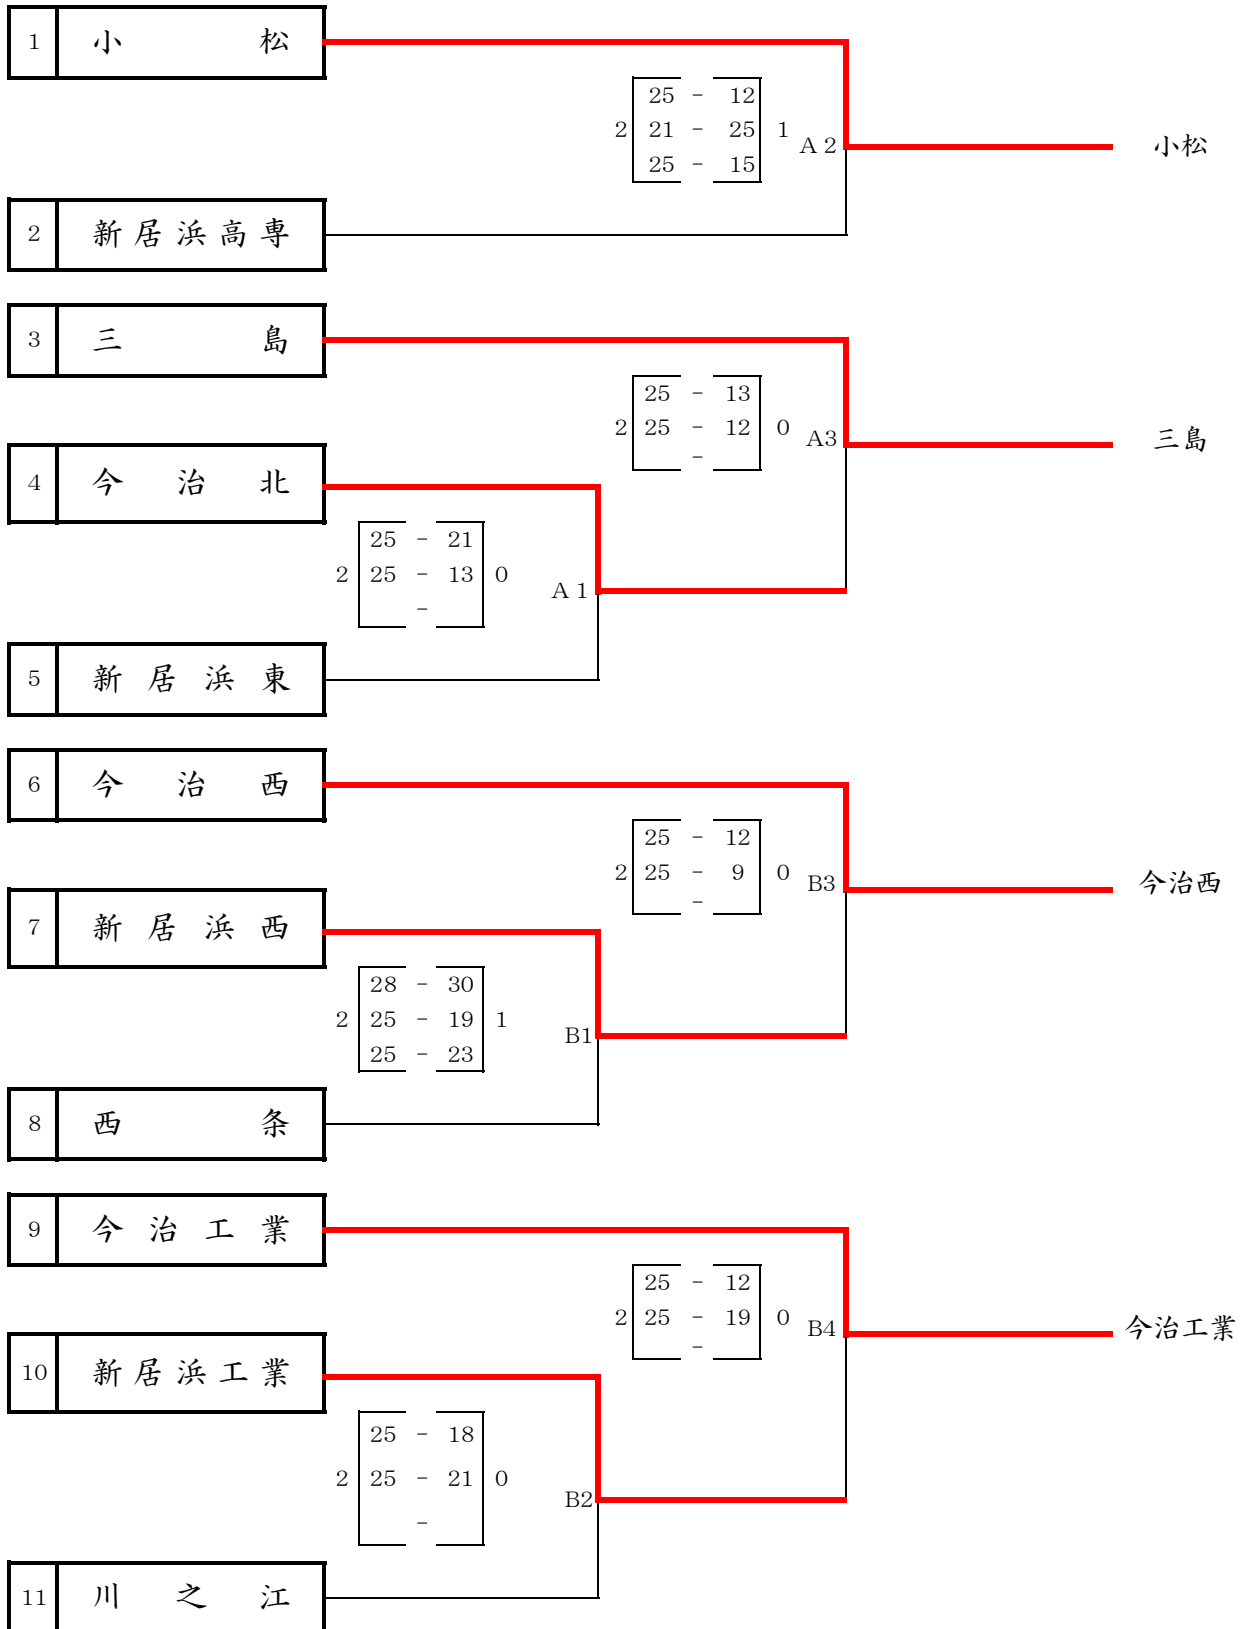 1 小松
25 - 12
2 21 - 25 1
A 2
小松
25 - 15
2 新居浜高専
3 三島
25 - 13
2 25 - 12 0
A3
三島
-
4 今治北
25 - 21
2 25 - 13 0
A 1
-
5 新居浜東
6 今治西
25 - 12
2 25 - 9 0
B3
今治西
-
7 新居浜西
28 - 30
2 25 - 19 1
B1
25 - 23
8 西条
9 今治工業
25 - 12
2 25 - 19 0
B4
今治工業
-
10 新居浜工業
25 - 18
2 25 - 21 0
B2
-
11 川之江